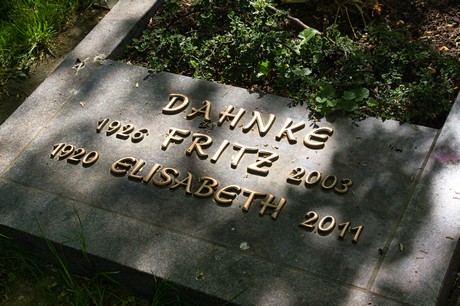 DAHNKE
1926 FRITZ 2003
1920 ELISABETH 2011